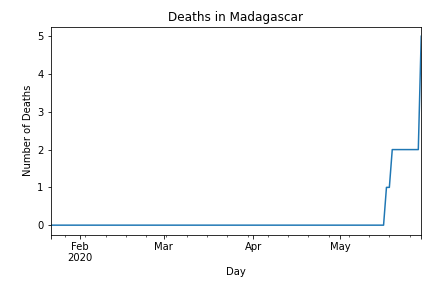 Deaths in Madagascar
5
4
3
2
1
0
Number of Deaths
Feb
2020
Mar
Apr
May
Day